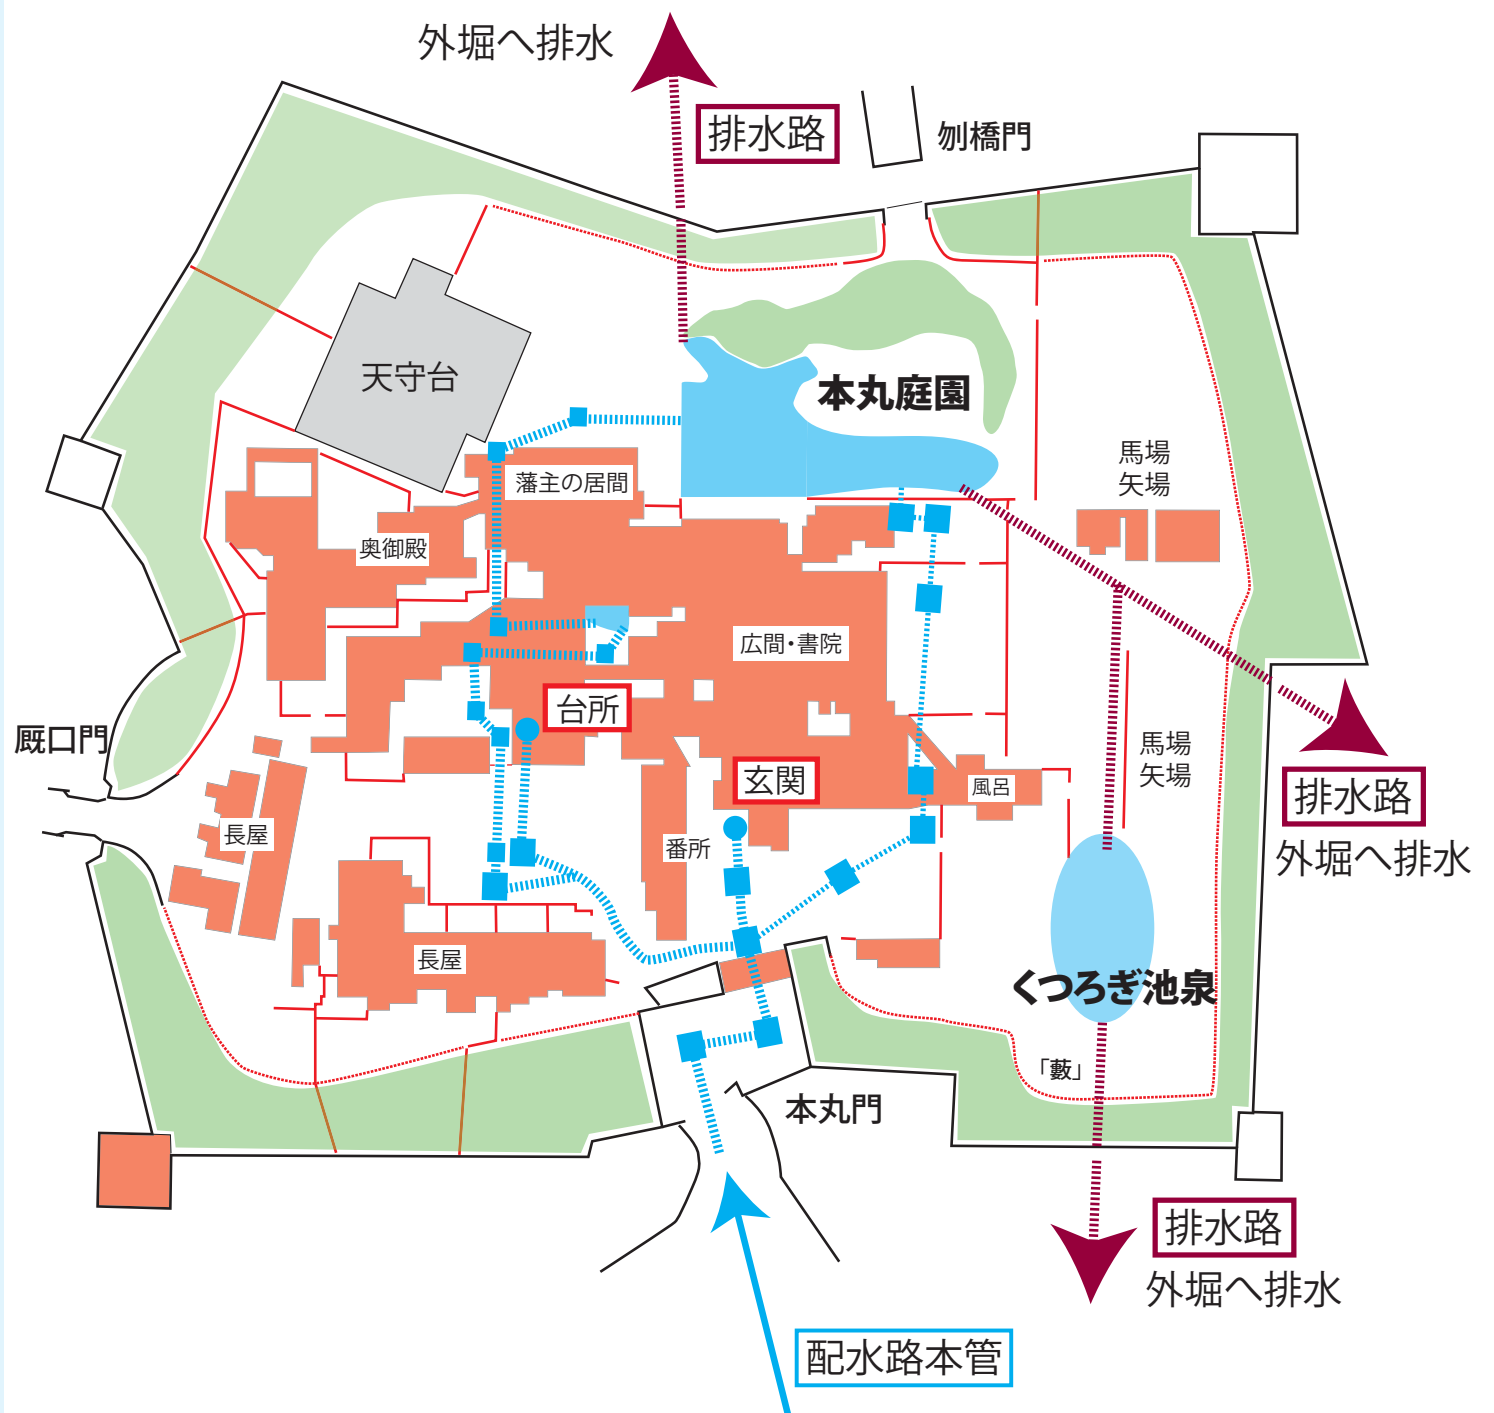 外堀へ排水
排水路
刎橋門
天守台
本丸庭園
馬場
矢場
藩主の居間
奥御殿
広間・書院
台所
厩口門
玄関
風呂
馬場
矢場
排水路
外堀へ排水
長屋
番所
長屋
くつろぎ池泉
「藪」
本丸門
排水路
外堀へ排水
配水路本管